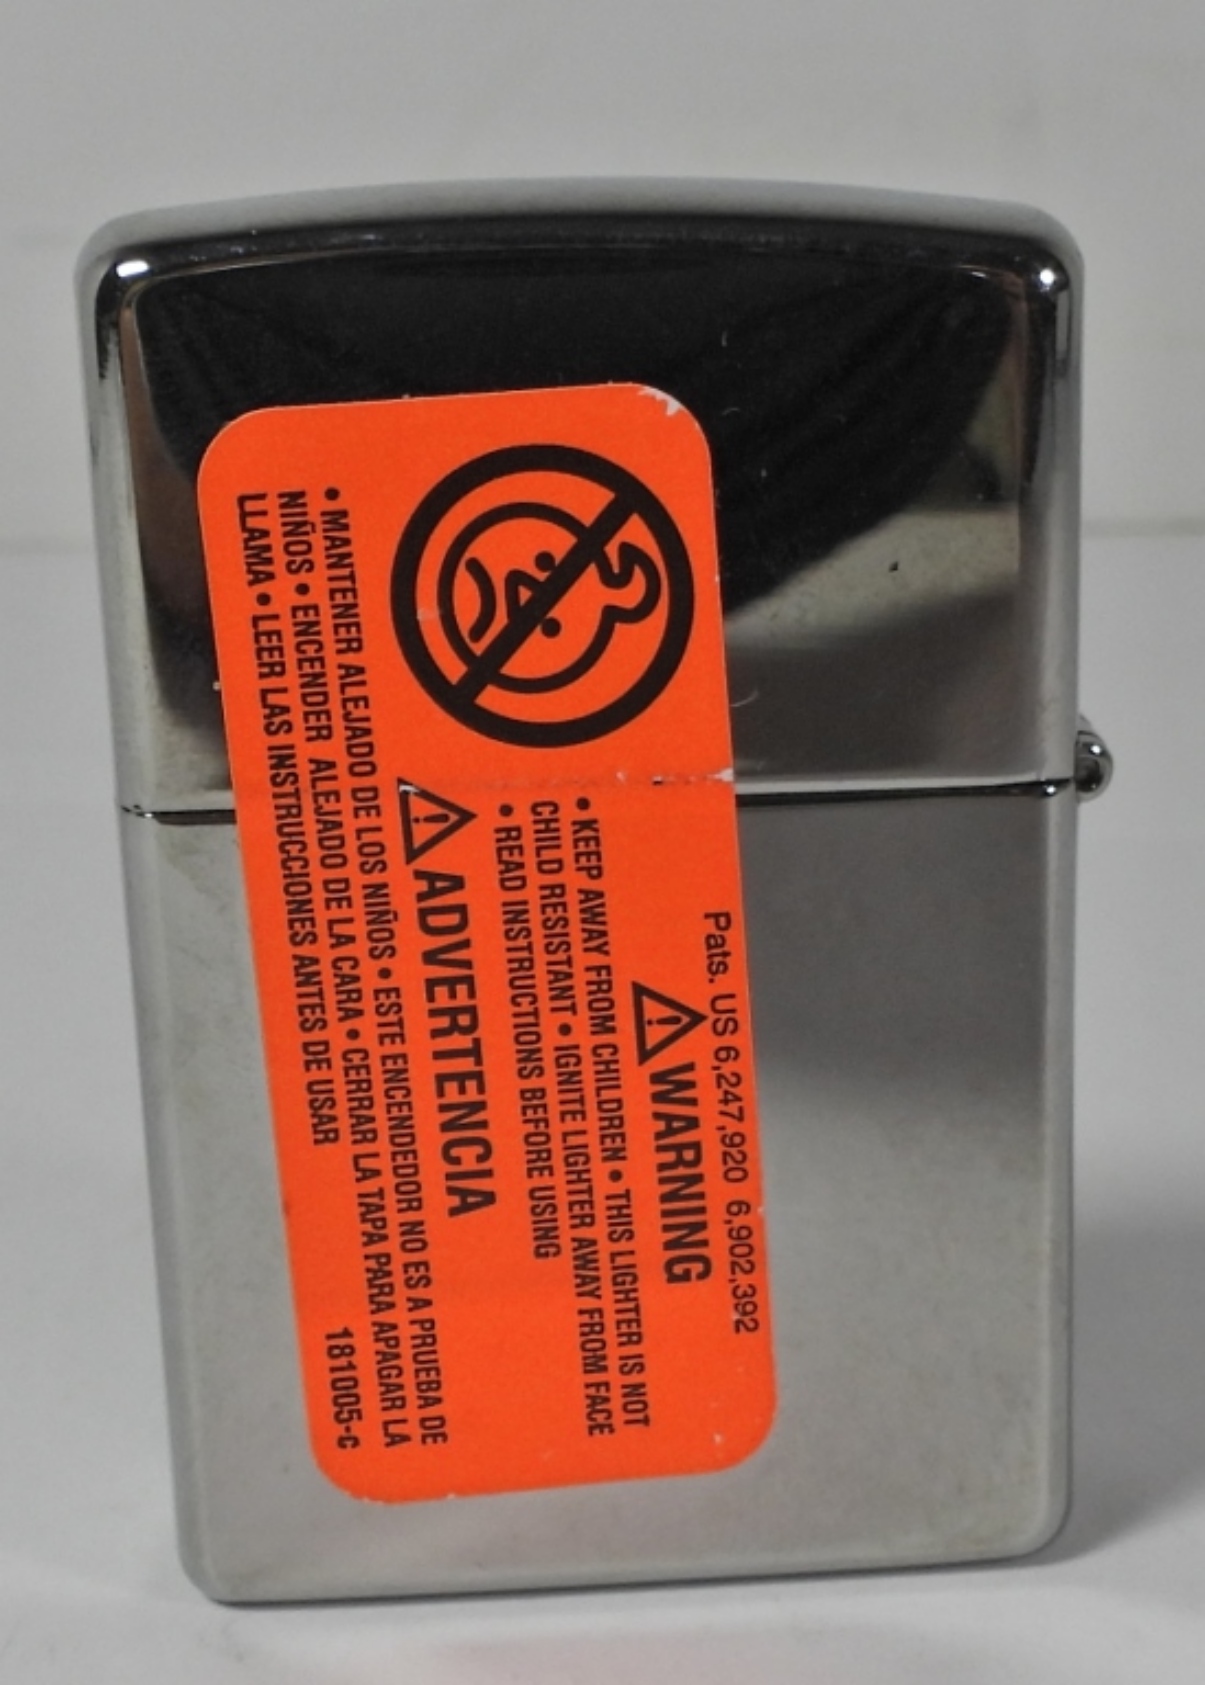 Pats. US 6,247,920 6,902,392
WARNING
• KEEP AWAY FROM CHILDREN • THIS LIGHTER IS NOT
CHILD RESISTANT • IGNITE LIGHTER AWAY FROM FACE
• READ INSTRUCTIONS BEFORE USING
ADVERTENCIA
• MANTENER ALEJADO DE LOS NIÑOS • ESTE ENCENDEDOR NO ES A PRUEBA DE
NIÑOS • ENCENDER ALEJADO DE LA CARA • CERRAR LA TAPA PARA APAGAR LA
LLAMA • LEER LAS INSTRUCCIONES ANTES DE USAR
181005-c